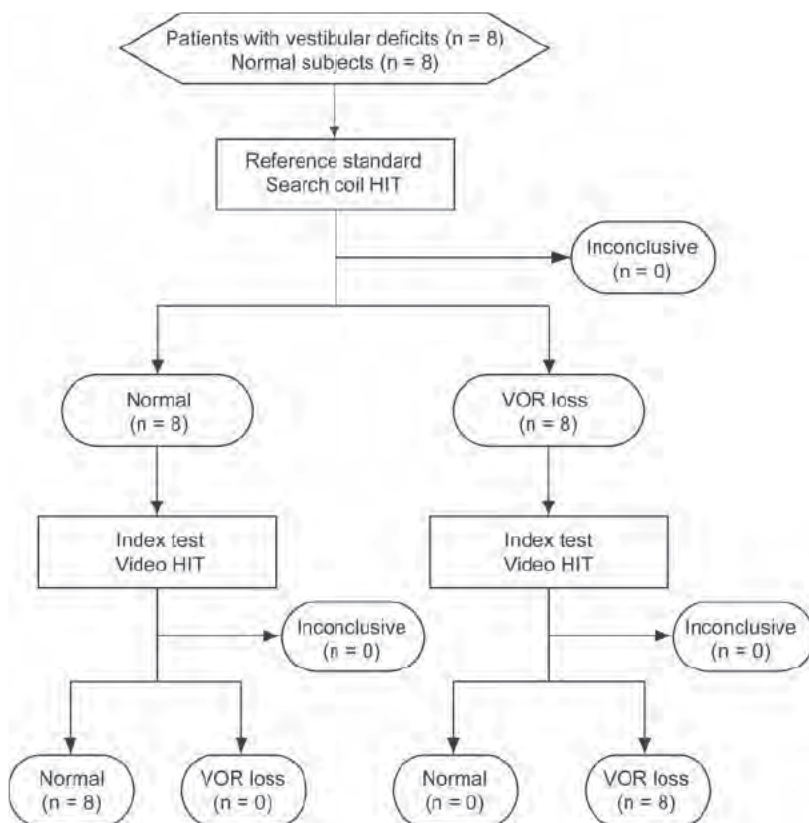 Patients with vestibular deficits (n = 8)
Normal subjects (n = 8)
Reference standard
Search coil HIT
Inconclusive
(n = 0)
Normal
(n = 8)
VOR loss
(n = 8)
Index test
Video HIT
Index test
Video HIT
Inconclusive
(n = 0)
Inconclusive
(n = 0)
Normal
(n = 8)
VOR loss
(n = 0)
Normal
(n = 0)
VOR loss
(n = 8)